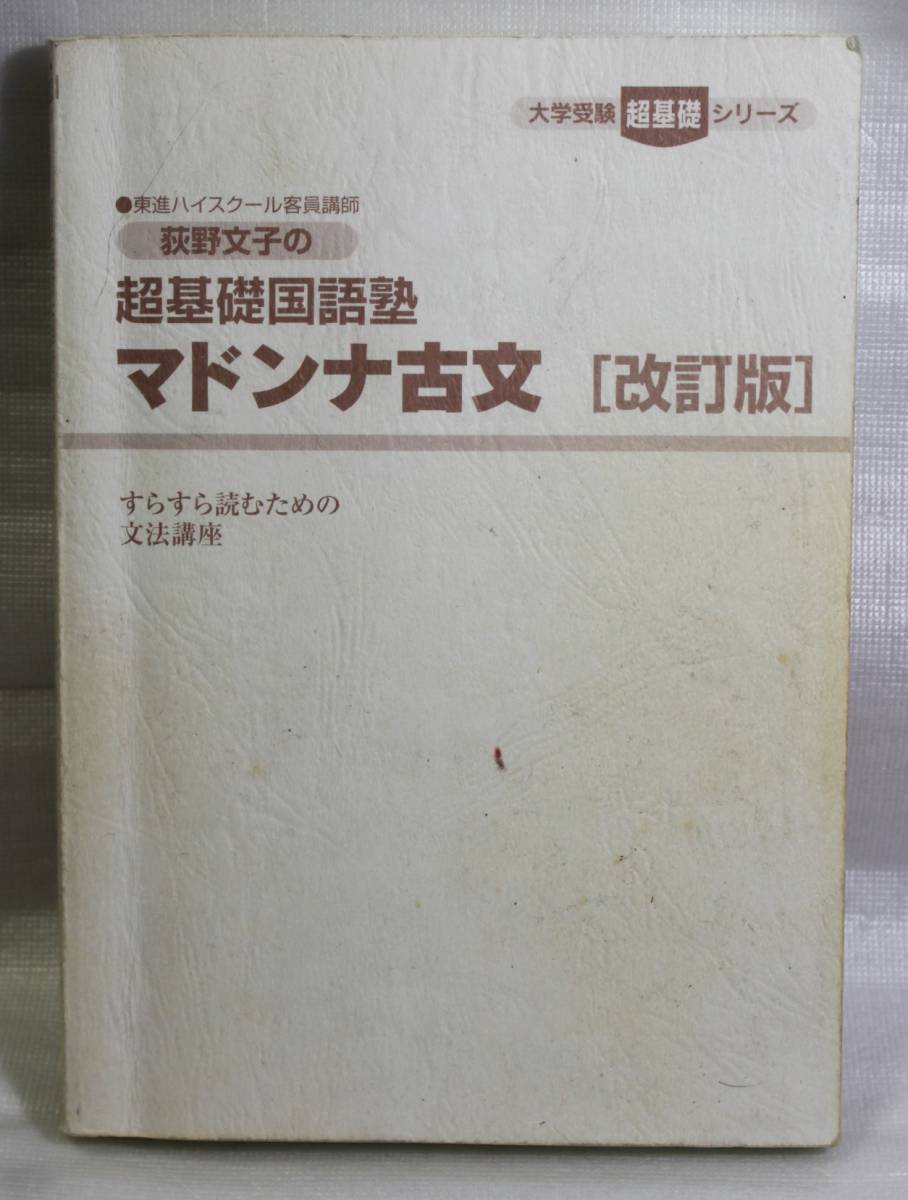 大学受験 超基礎 シリーズ
●東進ハイスクール客員講師
荻野文子の
超基礎国語塾
マドンナ古文 [改訂版]
すらすら読むための
文法講座